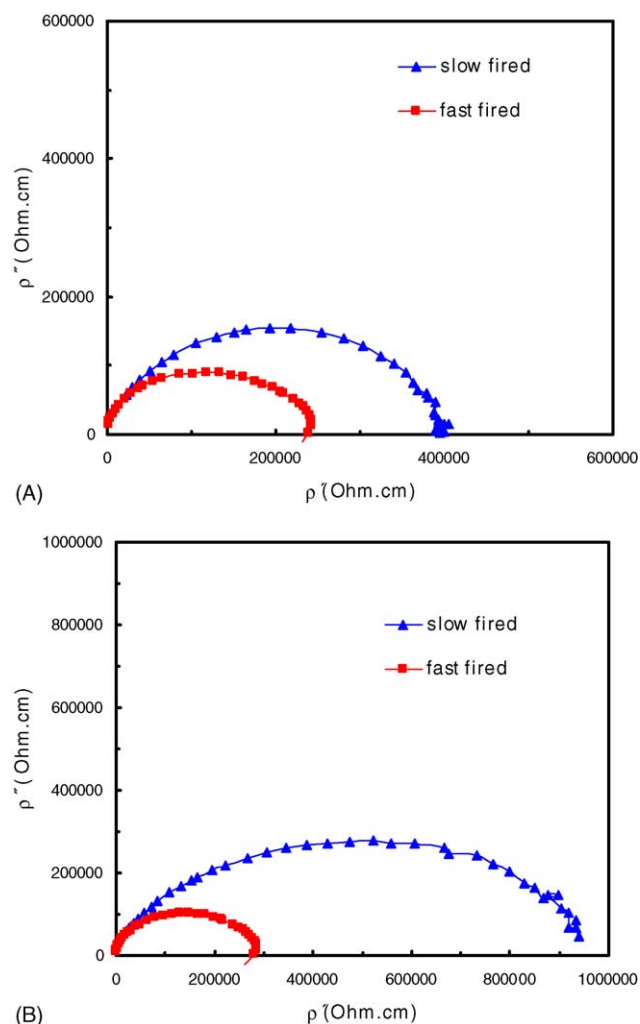 600000
slow fired
fast fired
400000
ρ″(Ohm.cm)
200000
0
0 200000 400000 600000
(A)
ρ′(Ohm.cm)
1000000
slow fired
800000
fast fired
600000
ρ″(Ohm.cm)
400000
200000
0
0 200000 400000 600000 800000 1000000
(B)
ρ′(Ohm.cm)